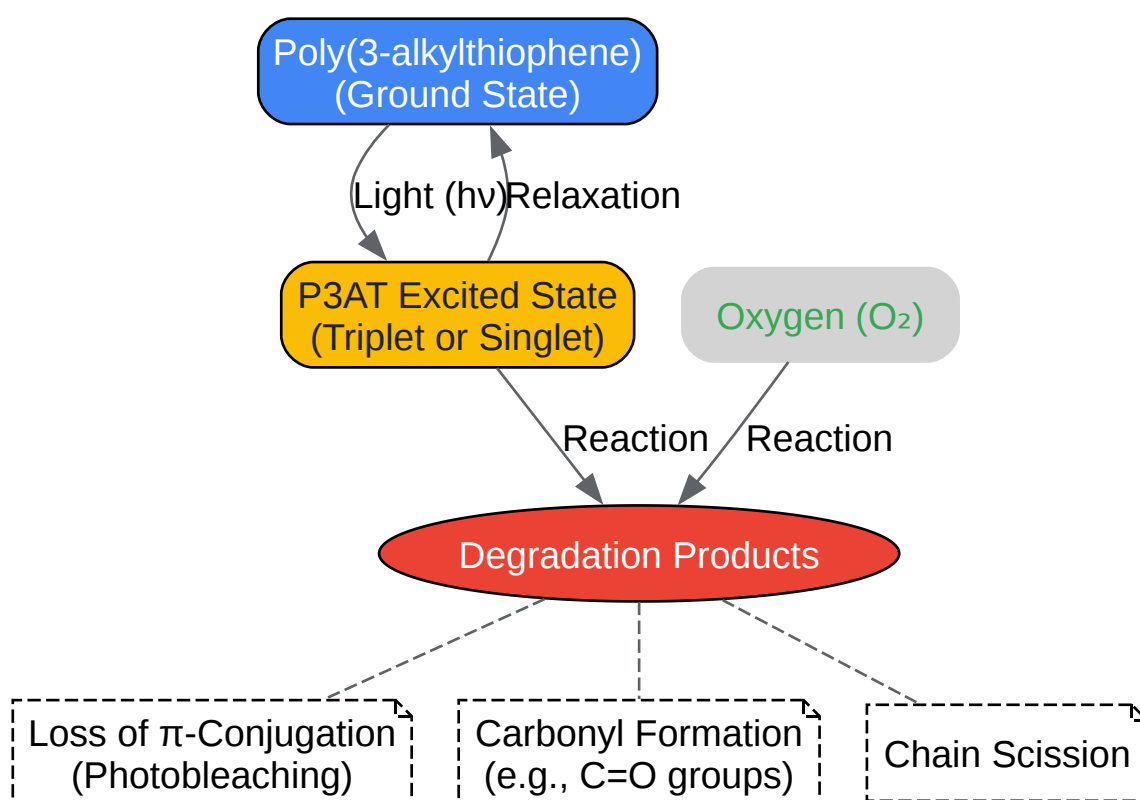 Poly(3-alkylthiophene)
(Ground State)
Light (hν)
Relaxation
P3AT Excited State
(Triplet or Singlet)
Oxygen (O₂)
Reaction
Reaction
Degradation Products
Loss of π-Conjugation
(Photobleaching)
Carbonyl Formation
(e.g., C=O groups)
Chain Scission